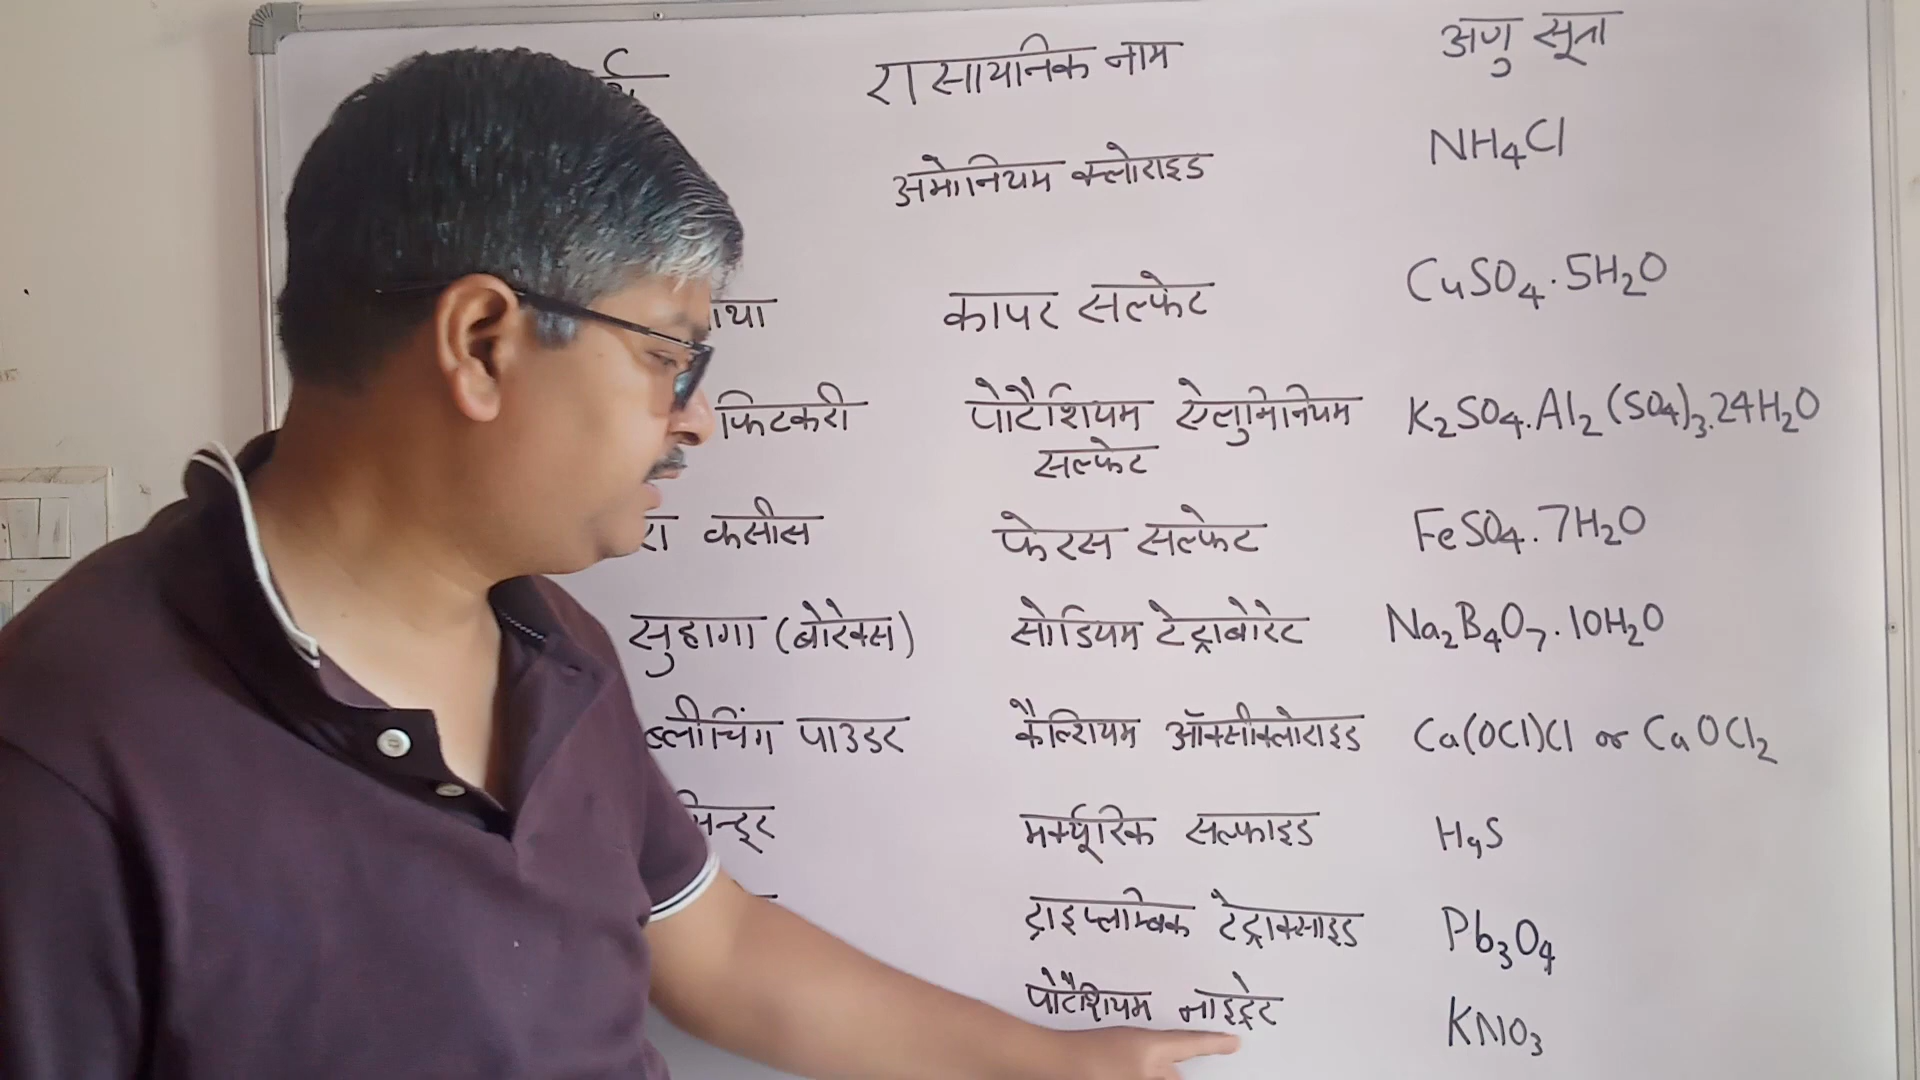 रासायनिक नाम अणु सूत्र
अमोनियम क्लोराइड NH4Cl
कापर सल्फेट CuSO4.5H2O
फिटकरी पोटैशियम ऐलुमिनियम सल्फेट K2SO4.Al2(SO4)3.24H2O
कसीस फेरस सल्फेट FeSO4.7H2O
सुहागा (बोरेक्स) सोडियम टेट्राबोरेट Na2B4O7.10H2O
ब्लीचिंग पाउडर कैल्शियम ऑक्सीक्लोराइड Ca(OCl)Cl or CaOCl2
मर्क्यूरिक सल्फाइड HgS
ट्राइप्लाम्बिक टेट्राक्साइड Pb3O4
पोटैशियम नाइट्रेट KNO3